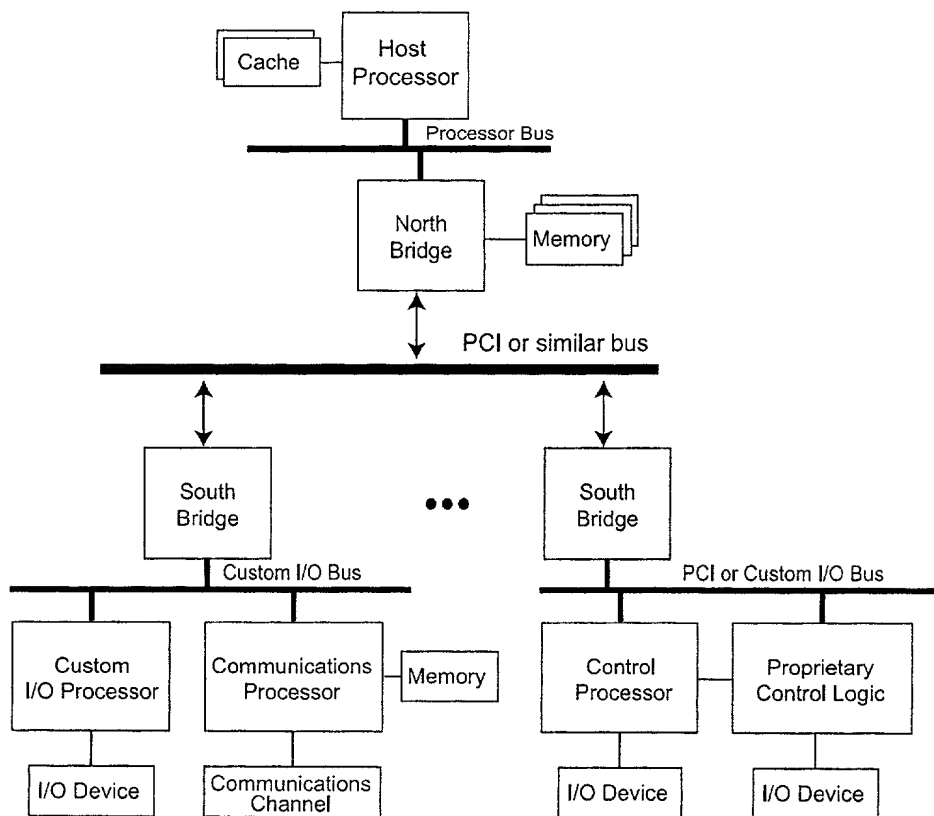 Host
Processor
Cache
Processor Bus
North
Bridge
Memory
PCI or similar bus
South
Bridge
South
Bridge
Custom I/O Bus
PCI or Custom I/O Bus
Custom
I/O Processor
Communications
Processor
Memory
Control
Processor
Proprietary
Control Logic
I/O Device
Communications
Channel
I/O Device
I/O Device